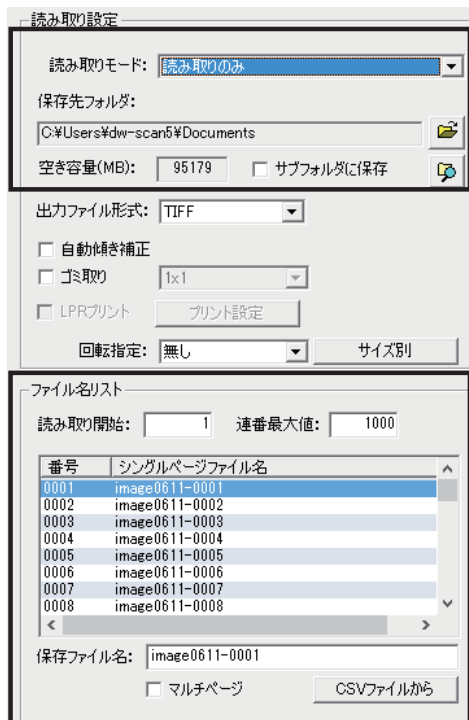 読み取り設定
読み取りモード: 読み取りのみ
保存先フォルダ:
C:¥Users¥dw-scan5¥Documents
空き容量(MB): 95179 サブフォルダに保存
出力ファイル形式: TIFF
自動傾き補正
ゴミ取り 1x1
LPRプリント プリント設定
回転指定: 無し サイズ別
ファイル名リスト
読み取り開始: 1 連番最大値: 1000
番号 シングルページファイル名
0001 image0611-0001
0002 image0611-0002
0003 image0611-0003
0004 image0611-0004
0005 image0611-0005
0006 image0611-0006
0007 image0611-0007
0008 image0611-0008
保存ファイル名: image0611-0001
マルチページ CSVファイルから